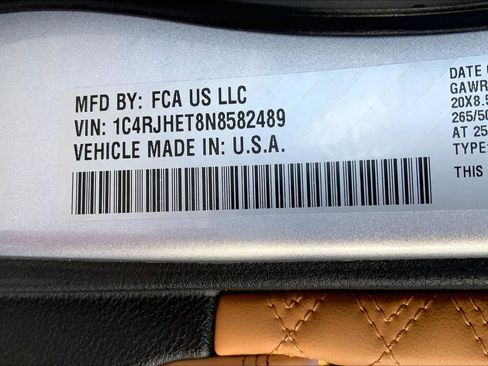 MFD BY: FCA US LLC
VIN: 1C4RJHET8N8582489
VEHICLE MADE IN: U.S.A.
DATE
GAWR
20X8.5
265/50
AT 25
TYPE:
THIS